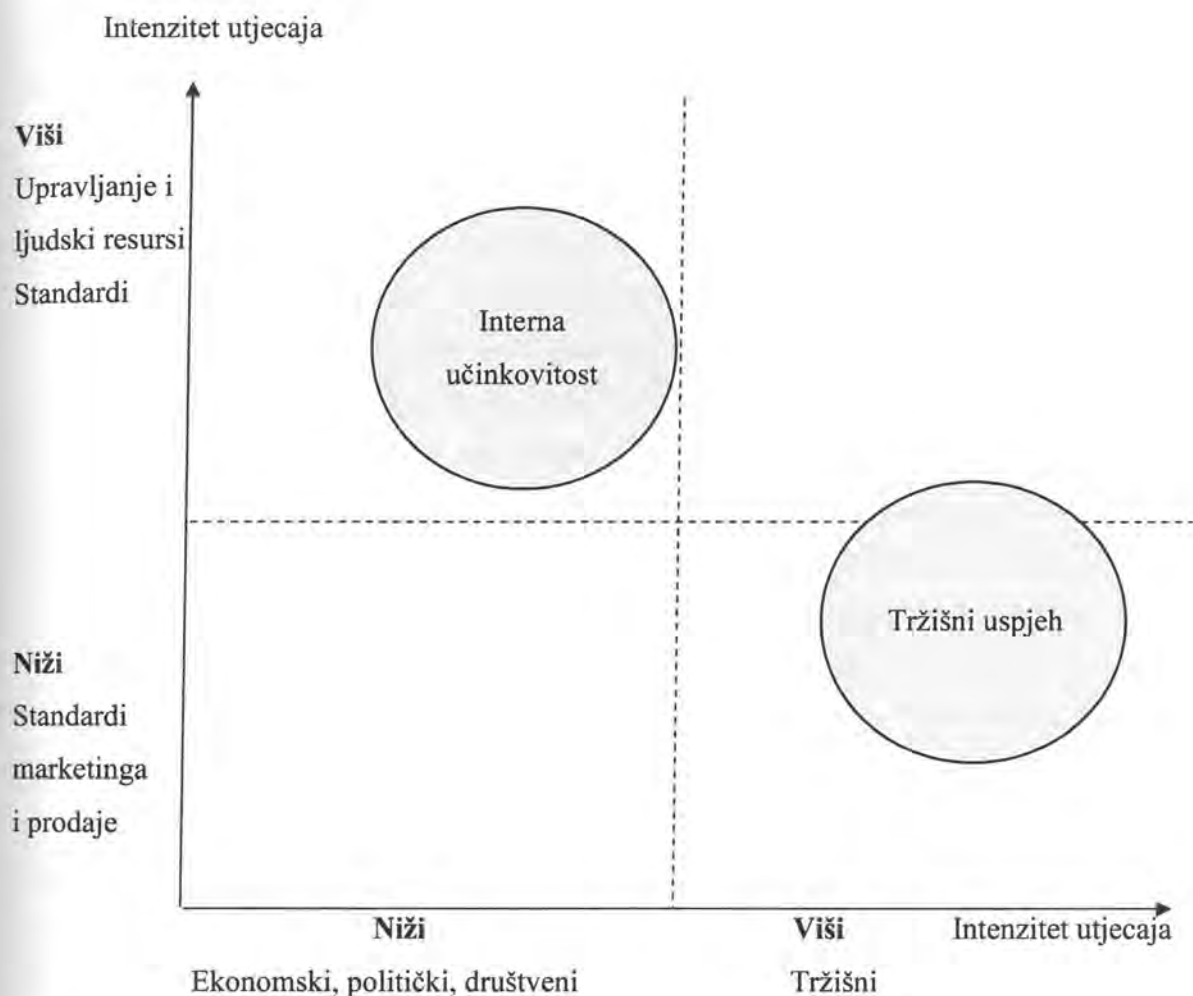 Intenzitet utjecaja
Viši
Upravljanje i
ljudski resursi
Standardi
Interna
učinkovitost
Tržišni uspjeh
Niži
Standardi
marketinga
i prodaje
Niži
Viši
Intenzitet utjecaja
Ekonomski, politički, društveni
Tržišni